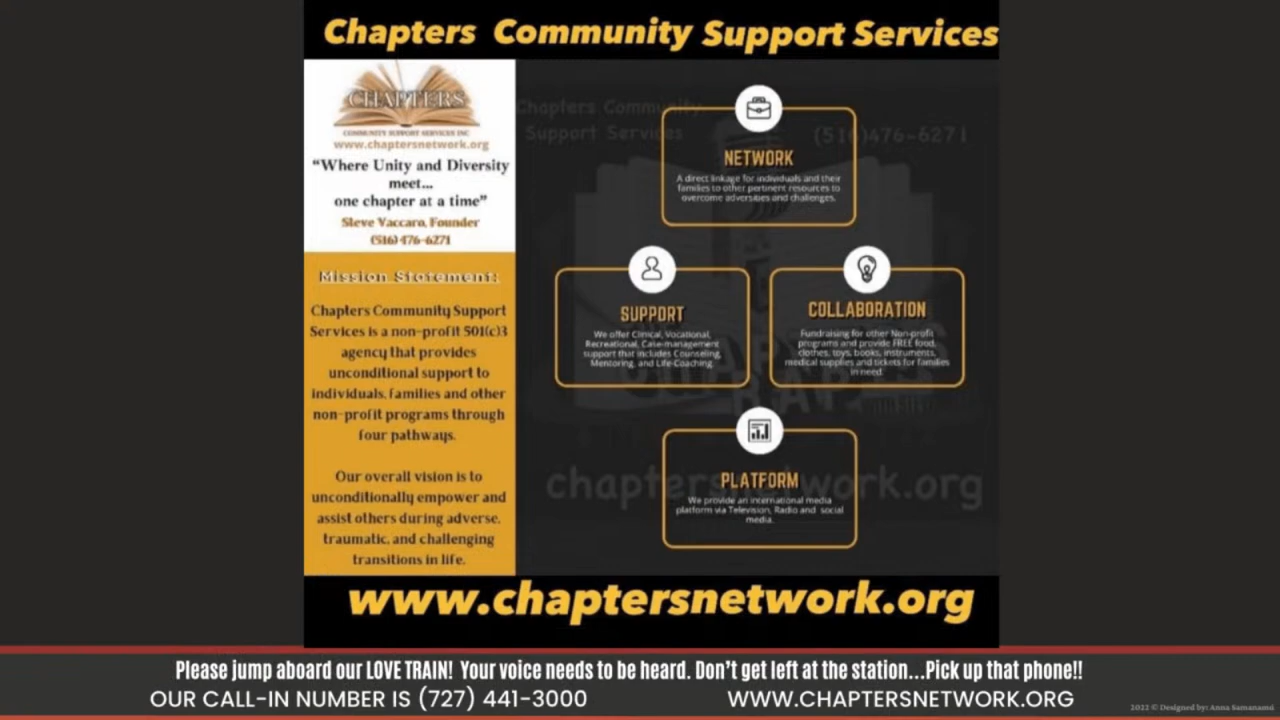 Chapters Community Support Services
CHAPTERS
COMMUNITY SUPPORT SERVICES INC
www.chaptersnetwork.org
“Where Unity and Diversity
meet...
one chapter at a time”
Steve Vaccaro, Founder
(516) 476-6271
Mission Statement:
Chapters Community Support
Services is a non-profit 501(c)3
agency that provides
unconditional support to
individuals, families and other
non-profit programs through
four pathways.
Our overall vision is to
unconditionally empower and
assist others during adverse,
traumatic, and challenging
transitions in life.
Chapters Community
Support Services
(516)476-6271
NETWORK
A direct linkage for individuals and their
families to other pertinent resources to
overcome adversities and challenges.
SUPPORT
We offer Clinical, Vocational,
Recreational, Case-management
support that includes Counseling,
Mentoring, and Life-Coaching.
COLLABORATION
Fundraising for other Non-profit
programs and provide FREE food,
clothes, toys, books, instruments,
medical supplies and tickets for families
in need.
PLATFORM
We provide an international media
platform via Television, Radio and social
media.
chaptersnetwork.org
www.chaptersnetwork.org
Please jump aboard our LOVE TRAIN! Your voice needs to be heard. Don’t get left at the station...Pick up that phone!!
OUR CALL-IN NUMBER IS (727) 441-3000
WWW.CHAPTERSNETWORK.ORG
2022 © Designed by: Anna Samanamú